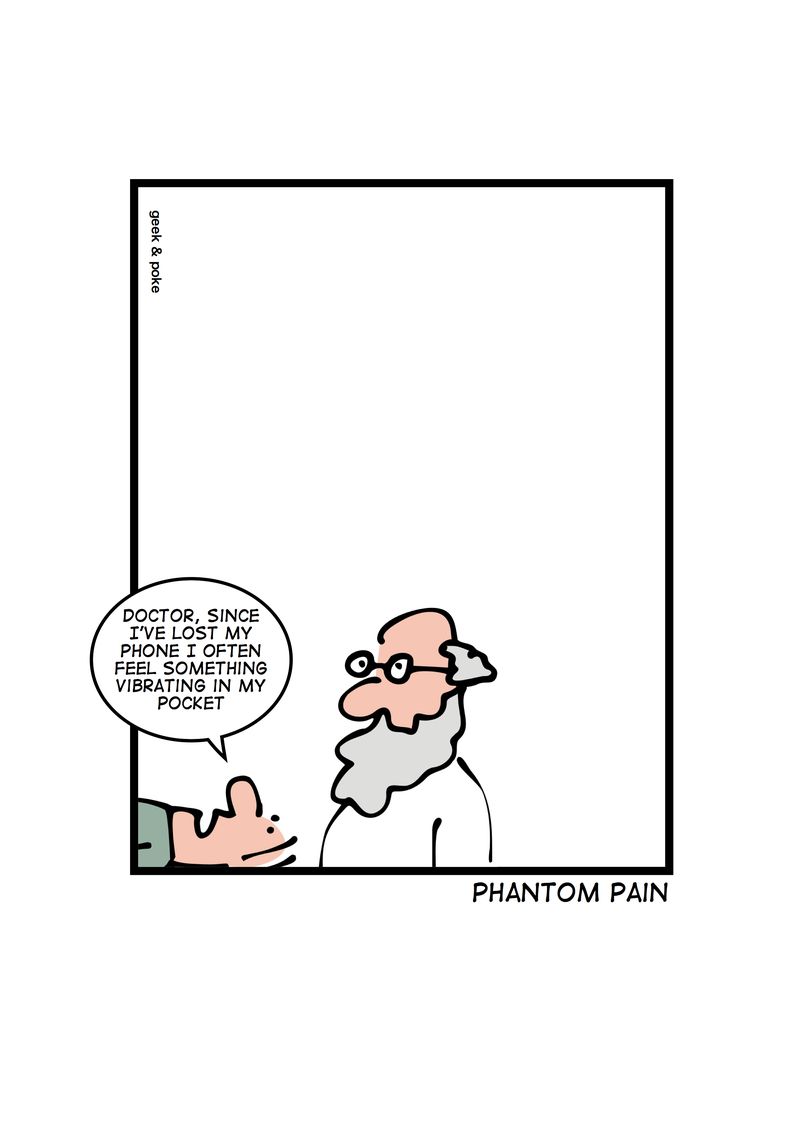 geek & poke
DOCTOR, SINCE
I'VE LOST MY
PHONE I OFTEN
FEEL SOMETHING
VIBRATING IN MY
POCKET
PHANTOM PAIN